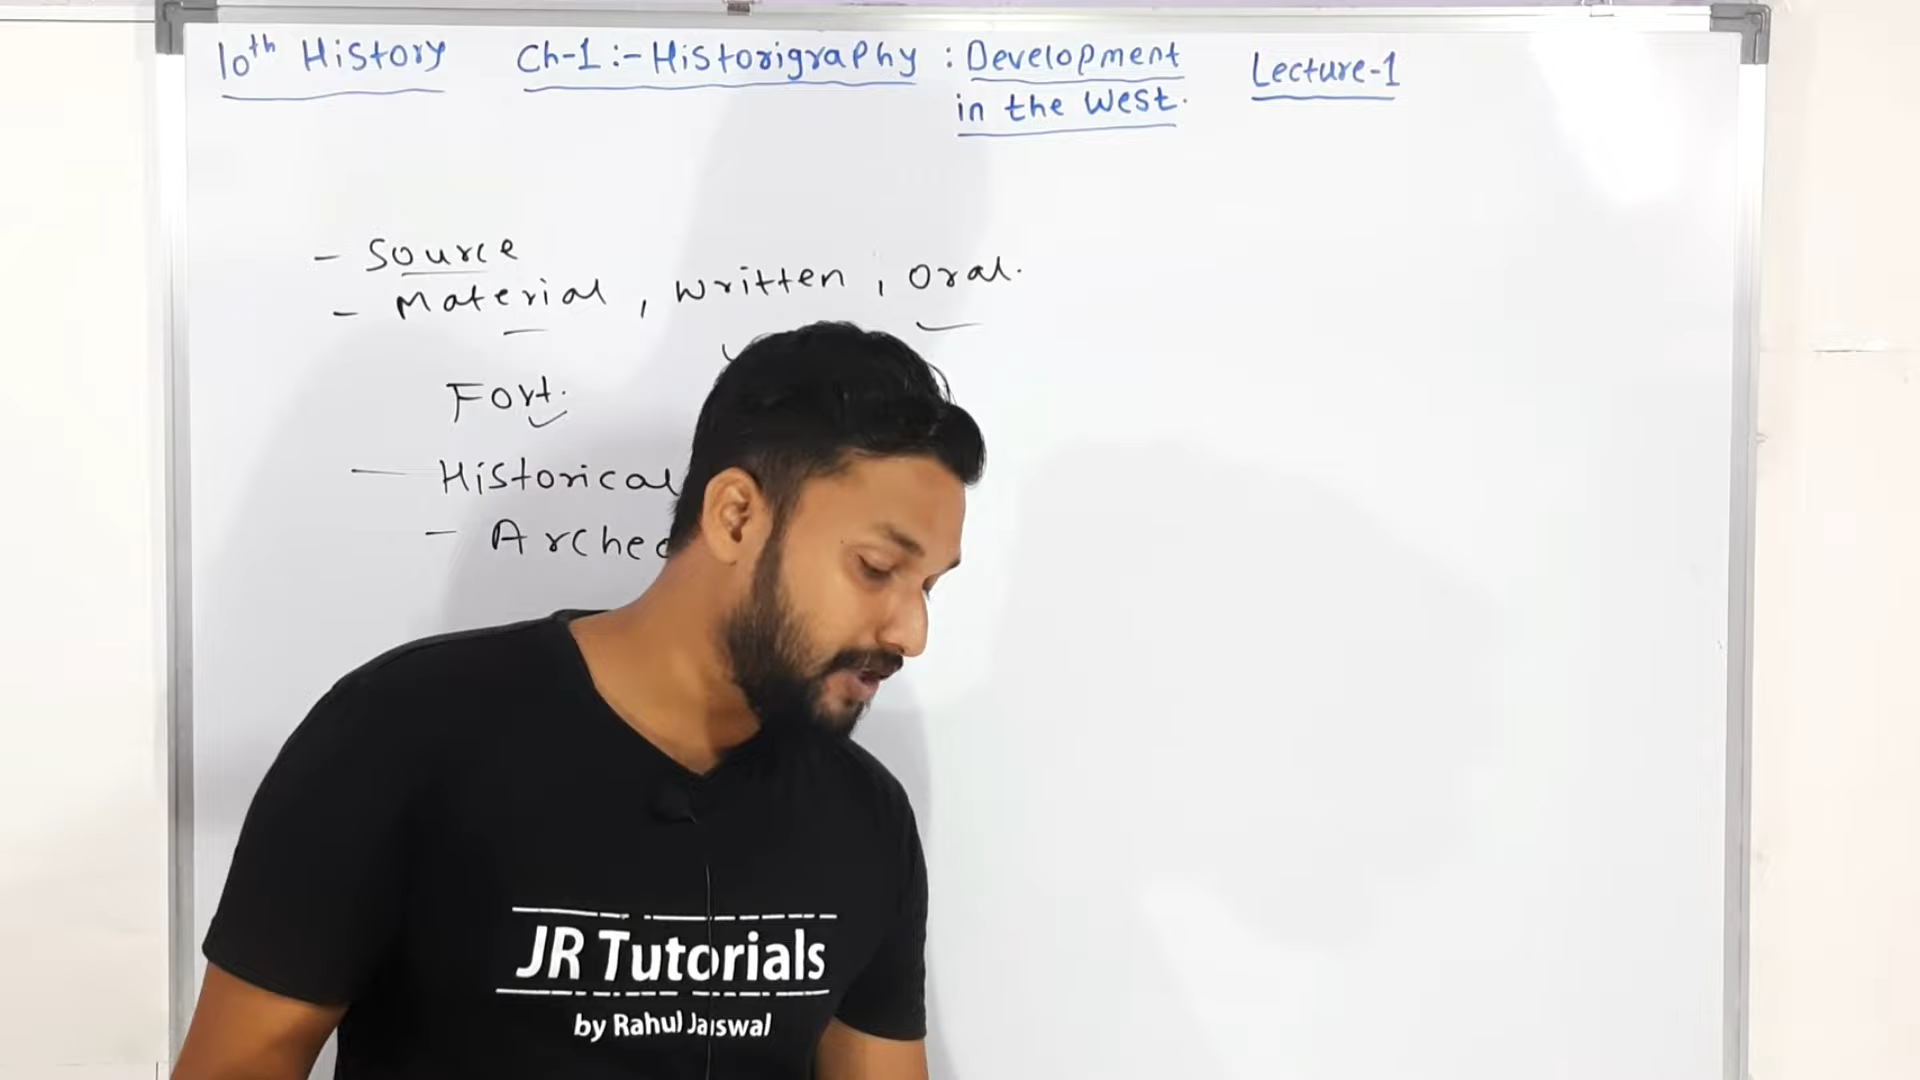 10th History Ch-1:- Historigraphy : Development Lecture-1
in the West.
- Source
- Material , written , oral.
Fort.
- Historical
-
JR Tutorials
by Rahul Jaiswal